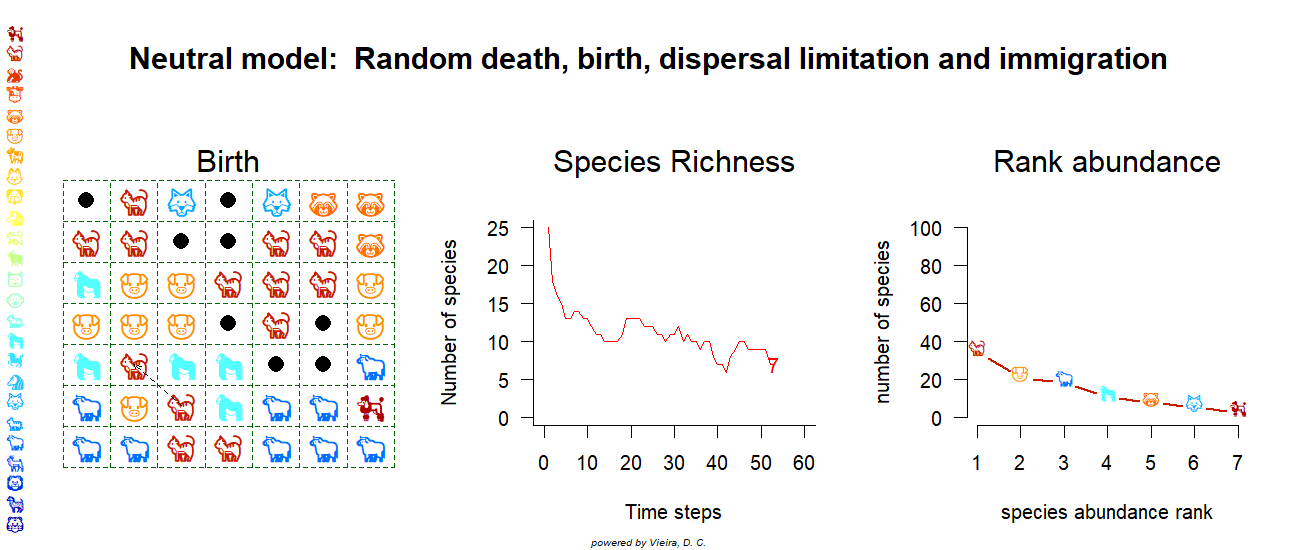 Neutral model:  Random death, birth, dispersal limitation and immigration
Birth
Species Richness
Number of species
25
20
15
10
5
0
7
0 10 20 30 40 50 60
Time steps
Rank abundance
number of species
100
80
60
40
20
0
1 2 3 4 5 6 7
species abundance rank
powered by Vieira, D. C.